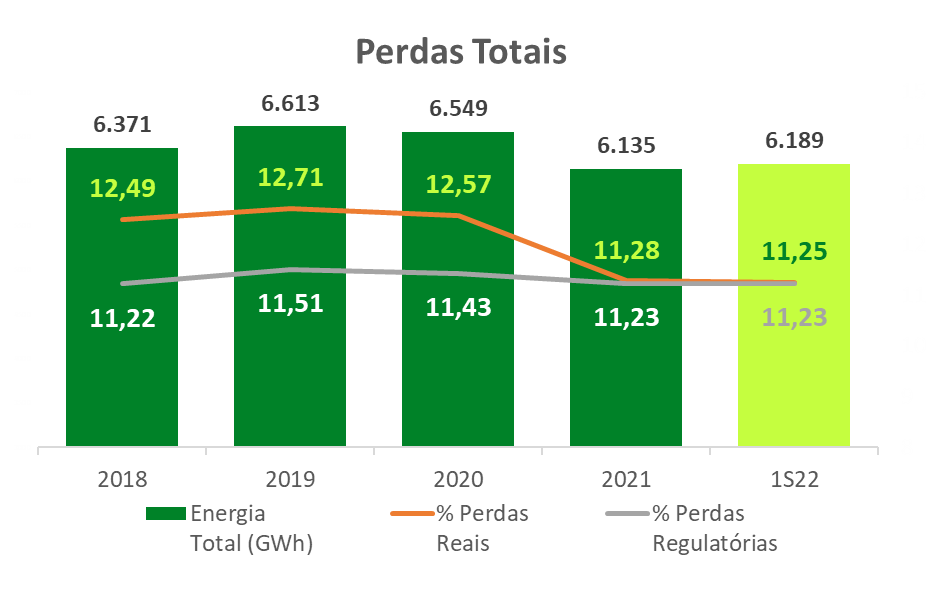 Perdas Totais
6.371
6.613
6.549
6.135
6.189
12,49
12,71
12,57
11,28
11,25
11,22
11,51
11,43
11,23
11,23
2018
2019
2020
2021
1S22
Energia
Total (GWh)
% Perdas
Reais
% Perdas
Regulatórias